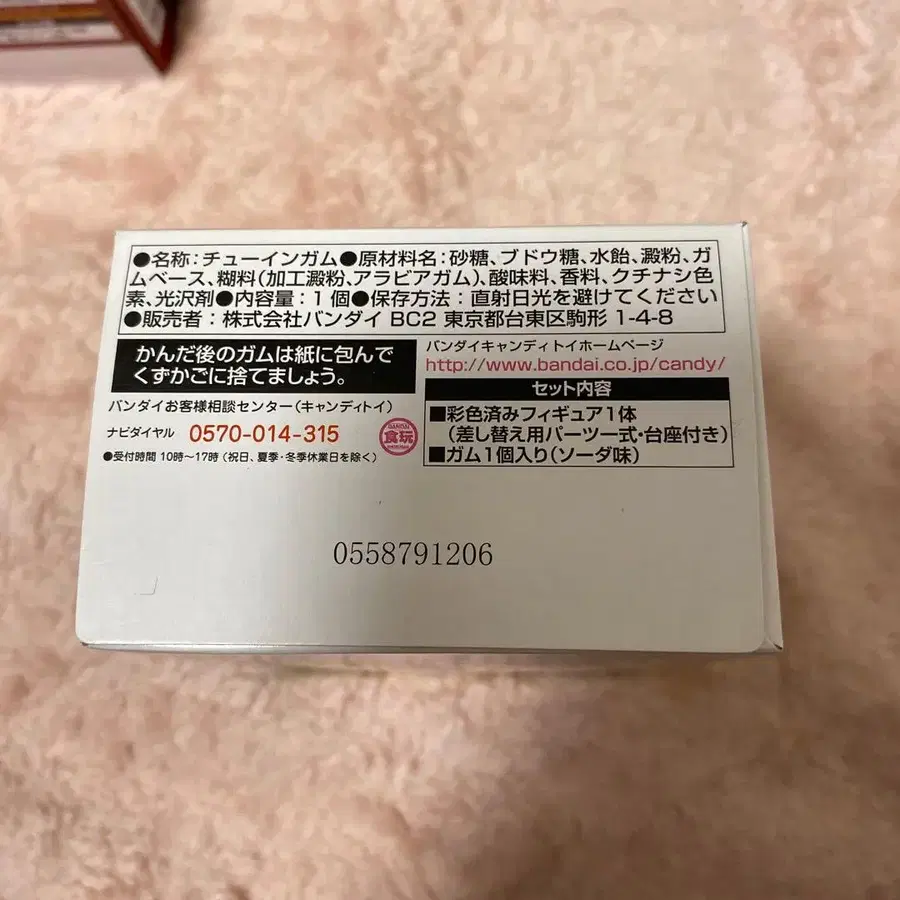 ●名称：チューインガム●原材料名：砂糖、ブドウ糖、水飴、澱粉、ガ
ムベース、糊料(加工澱粉、アラビアガム)、酸味料、香料、クチナシ色
素、光沢剤●内容量：1個●保存方法：直射日光を避けてください
●販売者：株式会社バンダイ BC2 東京都台東区駒形 1-4-8
かんだ後のガムは紙に包んで
くずかごに捨てましょう。
バンダイお客様相談センター(キャンディトイ)
ナビダイヤル 0570-014-315
●受付時間 10時～17時 (祝日、夏季・冬季休業日を除く)
BANDAI
食玩
バンダイキャンディトイホームページ
http://www.bandai.co.jp/candy/
セット内容
■彩色済みフィギュア1体
(差し替え用パーツ一式・台座付き)
■ガム1個入り(ソーダ味)
0558791206